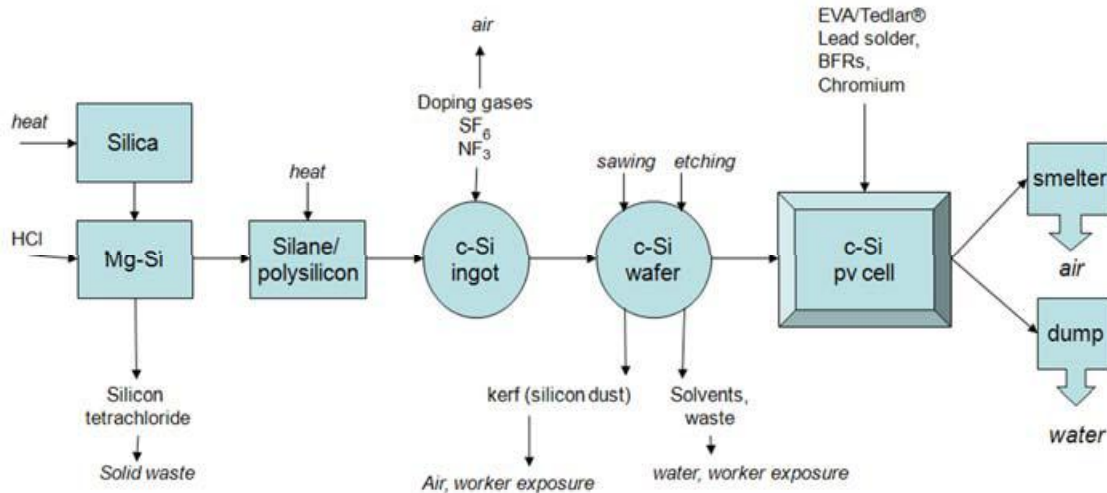 air
EVA/Tedlar®
Lead solder,
BFRs,
Chromium
Doping gases
SF₆
NF₃
heat
Silica
heat
sawing
etching
smelter
HCl
Mg-Si
Silane/
polysilicon
c-Si
ingot
c-Si
wafer
c-Si
pv cell
air
dump
Silicon
tetrachloride
kerf (silicon dust)
Solvents,
waste
water
Solid waste
Air, worker exposure
water, worker exposure